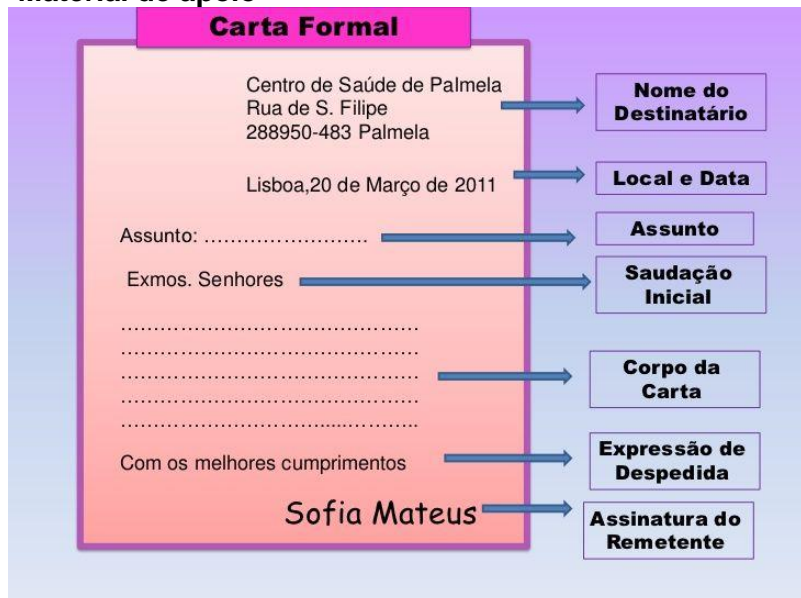 Carta Formal
Centro de Saúde de Palmela
Rua de S. Filipe
288950-483 Palmela
Nome do
Destinatário
Lisboa,20 de Março de 2011
Local e Data
Assunto: …………………….
Assunto
Exmos. Senhores
Saudação
Inicial
………………………………………
………………………………………
………………………………………
………………………………………
………………………......………..
Corpo da
Carta
Com os melhores cumprimentos
Expressão de
Despedida
Sofia Mateus
Assinatura do
Remetente